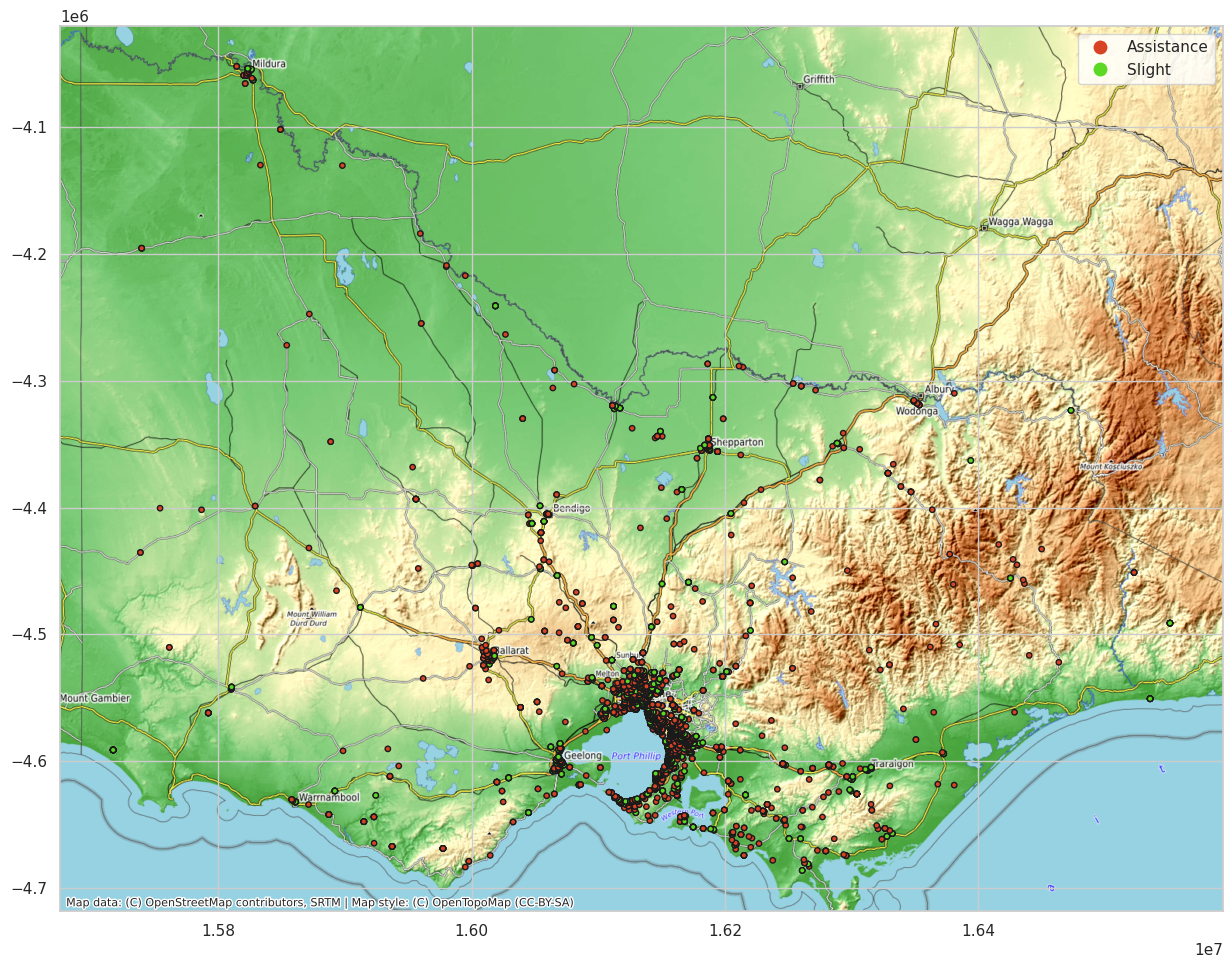 1e6
Assistance
Slight
Mildura
Griffith
−4.1
Wagga Wagga
−4.2
−4.3
Albury
Wodonga
Shepparton
Mount Kosciuszko
−4.4
Bendigo
Mount William
Durd Durd
−4.5
Ballarat
Mount Gambier
Port Phillip
Geelong
−4.6
Traralgon
Warrnambool
Western Port
−4.7
Map data: (C) OpenStreetMap contributors, SRTM | Map style: (C) OpenTopoMap (CC-BY-SA)
1.58
1.60
1.62
1.64
1e7